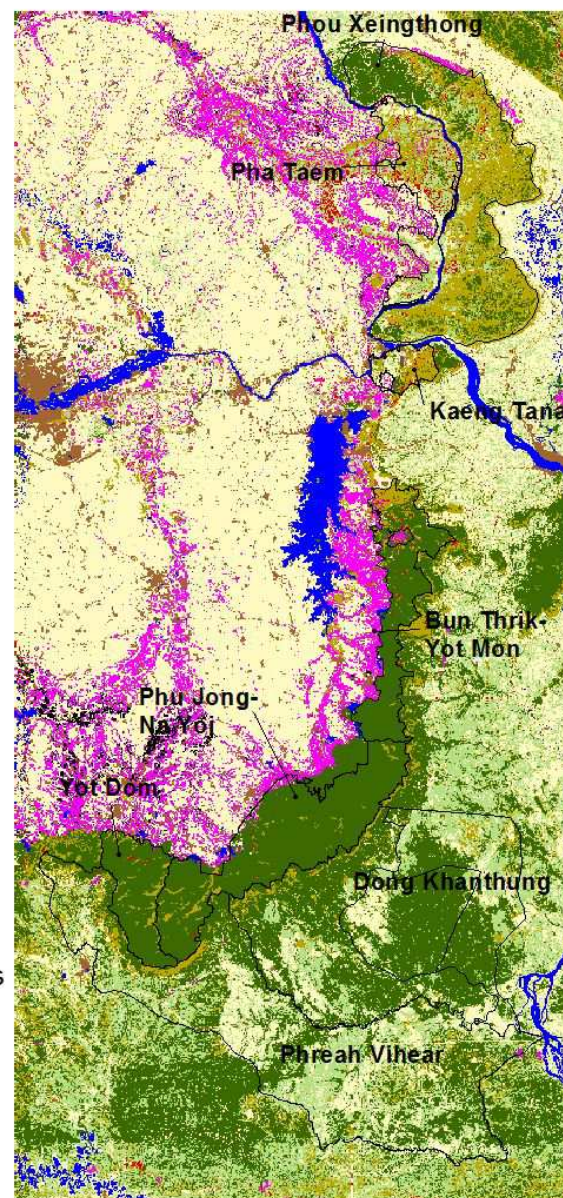 Phou Xeingthong
Pha Taem
Kaeng Tana
Bun Thrik-
Yot Mon
Phu Jong-
Na Yoj
Yot Dom
Dong Khanthung
s
Phreah Vihear